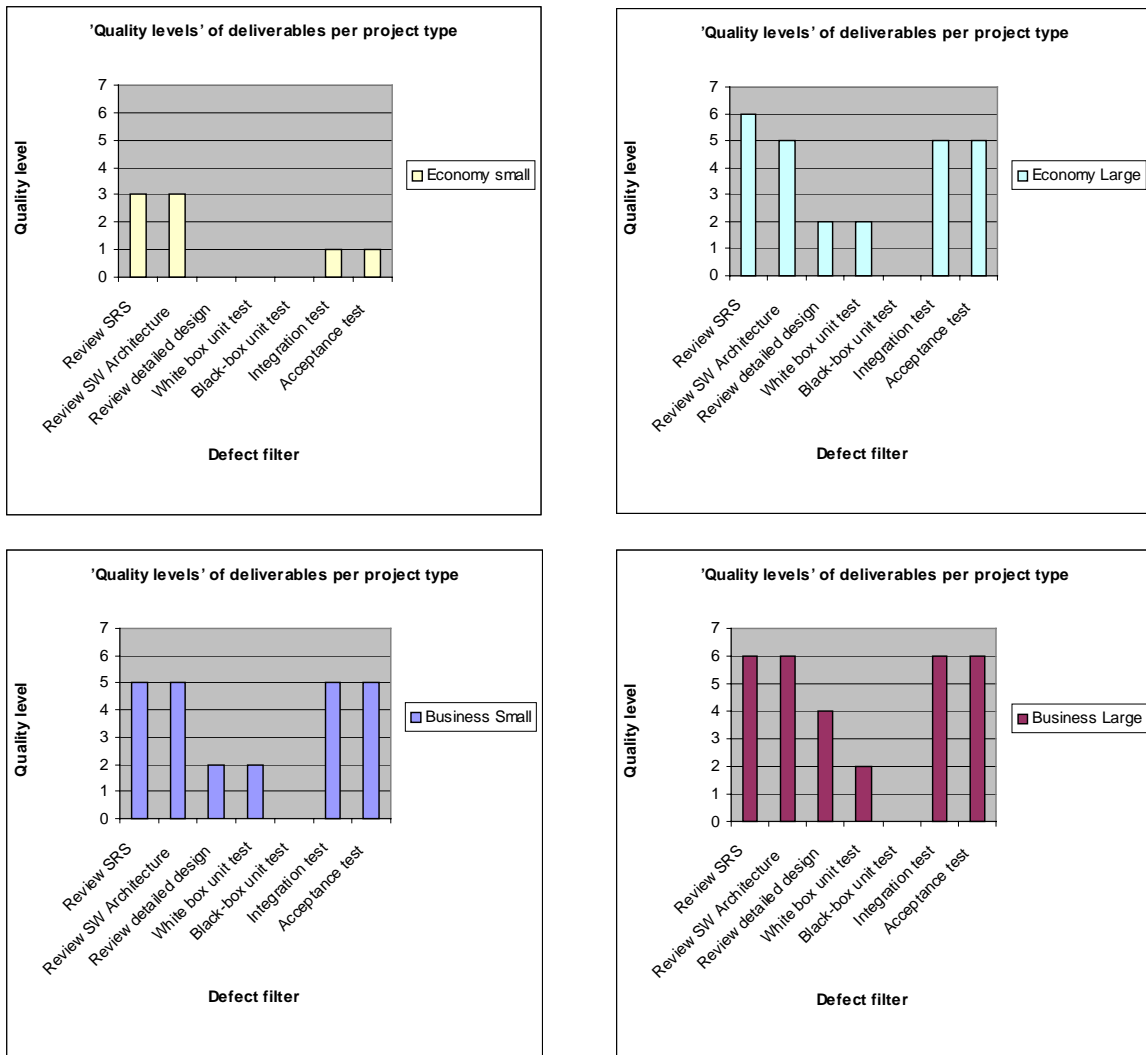 'Quality levels' of deliverables per project type
7
6
5
4
3
2
1
0
Quality level
Economy small
Review SRS
Review SW Architecture
Review detailed design
White box unit test
Black-box unit test
Integration test
Acceptance test
Defect filter
'Quality levels' of deliverables per project type
7
6
5
4
3
2
1
0
Quality level
Economy Large
Review SRS
Review SW Architecture
Review detailed design
White box unit test
Black-box unit test
Integration test
Acceptance test
Defect filter
'Quality levels' of deliverables per project type
7
6
5
4
3
2
1
0
Quality level
Business Small
Review SRS
Review SW Architecture
Review detailed design
White box unit test
Black-box unit test
Integration test
Acceptance test
Defect filter
'Quality levels' of deliverables per project type
7
6
5
4
3
2
1
0
Quality level
Business Large
Review SRS
Review SW Architecture
Review detailed design
White box unit test
Black-box unit test
Integration test
Acceptance test
Defect filter